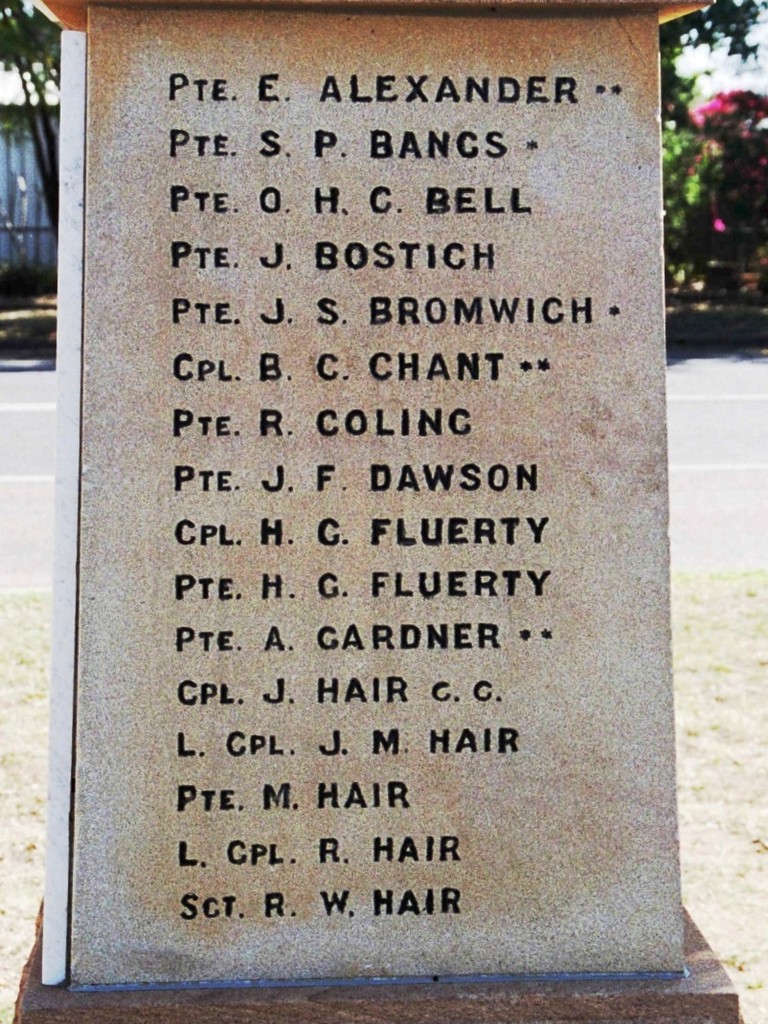 PTE. E. ALEXANDER **
PTE. S. P. BANGS *
PTE. O. H. C. BELL
PTE. J. BOSTICH
PTE. J. S. BROMWICH *
CPL. B. C. CHANT **
PTE. R. COLING
PTE. J. F. DAWSON
CPL. H. G. FLUERTY
PTE. H. G. FLUERTY
PTE. A. GARDNER **
CPL. J. HAIR C. G.
L. CPL. J. M. HAIR
PTE. M. HAIR
L. CPL. R. HAIR
SGT. R. W. HAIR